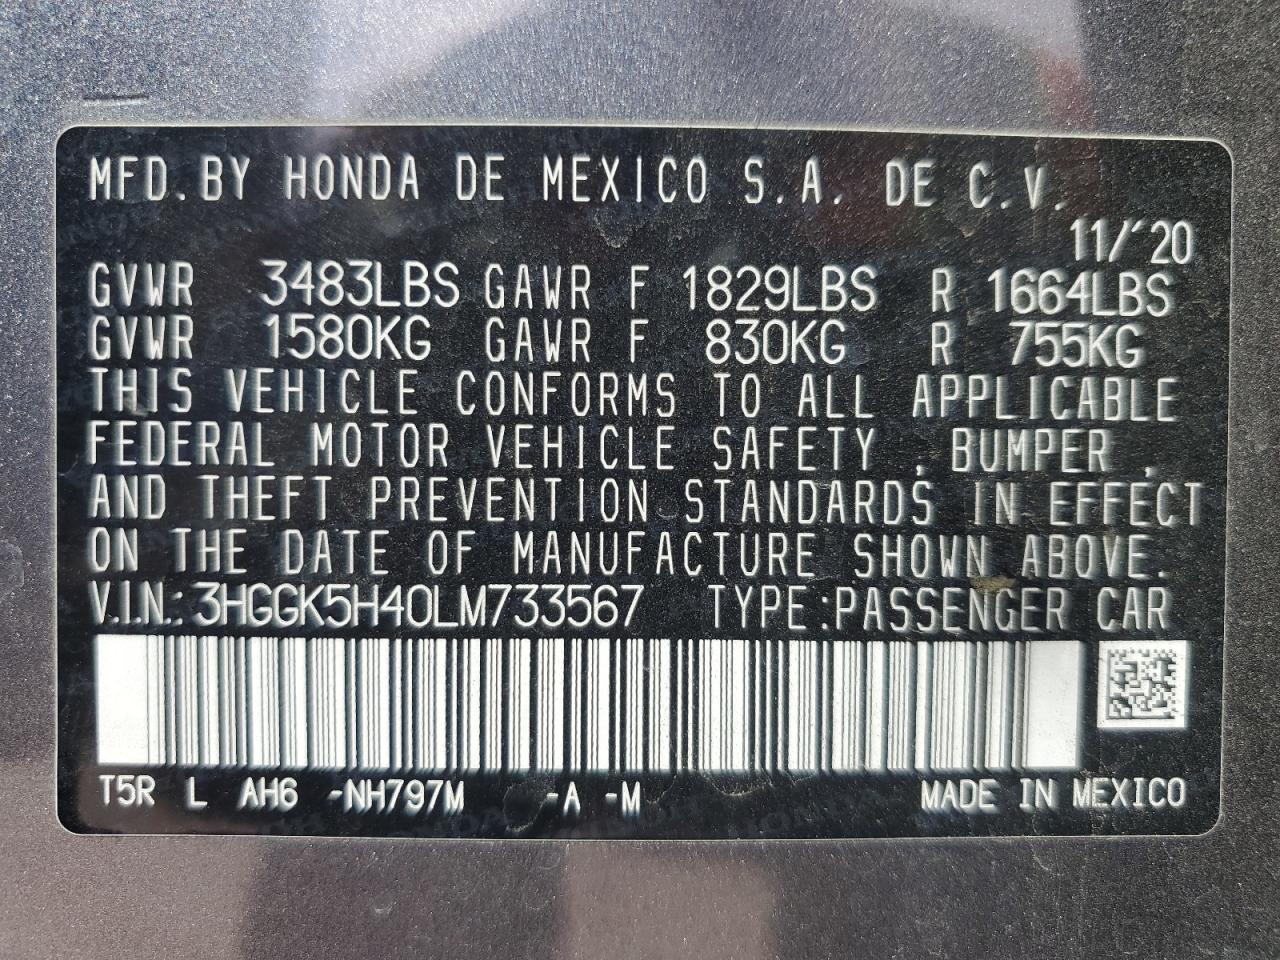 MFD.BY HONDA DE MEXICO S.A. DE C.V.
11/'20
GVWR 3483LBS GAWR F 1829LBS R 1664LBS
GVWR 1580KG GAWR F 830KG R 755KG
THIS VEHICLE CONFORMS TO ALL APPLICABLE
FEDERAL MOTOR VEHICLE SAFETY , BUMPER ,
AND THEFT PREVENTION STANDARDS IN EFFECT
ON THE DATE OF MANUFACTURE SHOWN ABOVE.
V.I.N.: 3HGGK5H40LM733567 TYPE:PASSENGER CAR
T5R L AH6 -NH797M -A -M MADE IN MEXICO